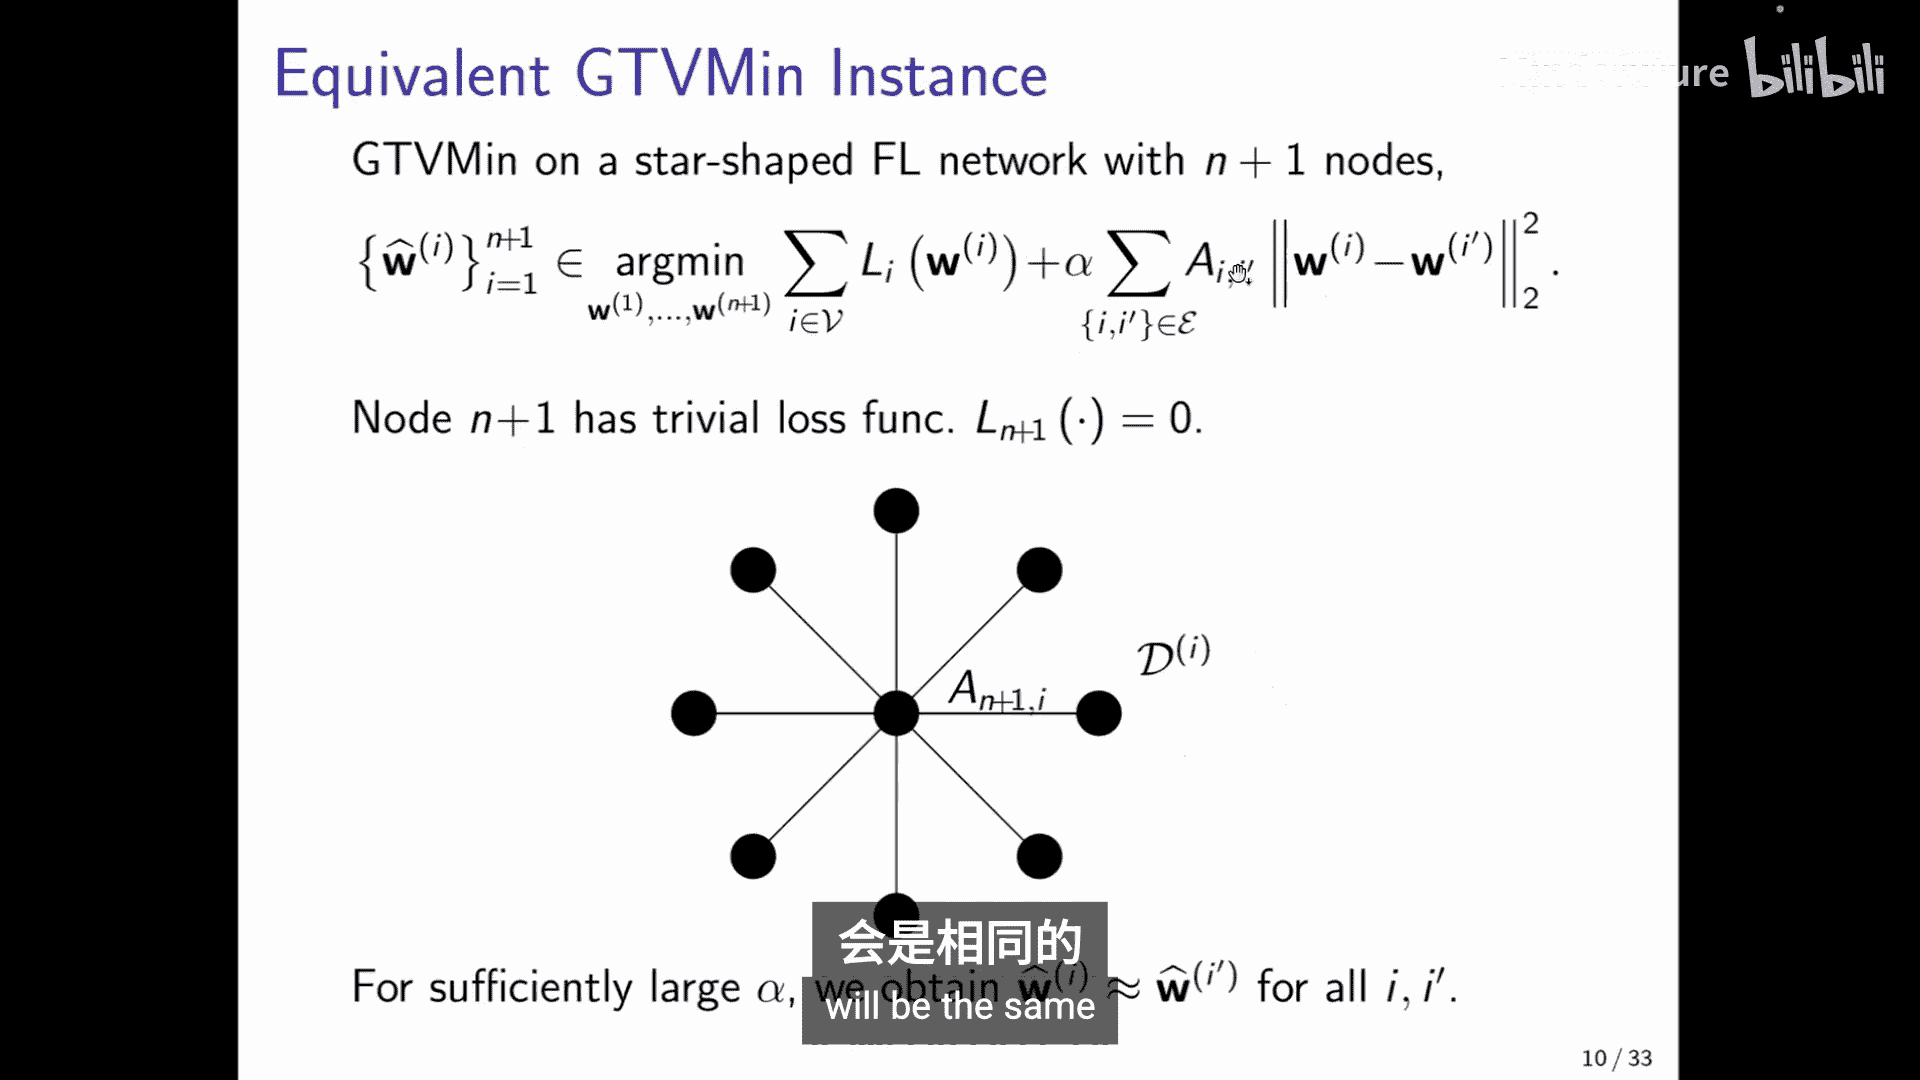 Equivalent GTVMin Instance
ure bilibili
GTVMin on a star-shaped FL network with n + 1 nodes,
{ŵ^(i)}_{i=1}^{n+1} ∈ argmin_{w^(1),...,w^(n+1)} ∑_{i∈𝒱} L_i (w^(i)) + α ∑_{{i,i′}∈ℰ} A_{i,i′} ‖w^(i) − w^(i′)‖_2^2 .
Node n+1 has trivial loss func. L_{n+1} (·) = 0.
𝒟^(i)
A_{n+1,i}
会是相同的
For sufficiently large α, we obtain ŵ^(i) ≈ ŵ^(i′) for all i, i′.
will be the same
10 / 33